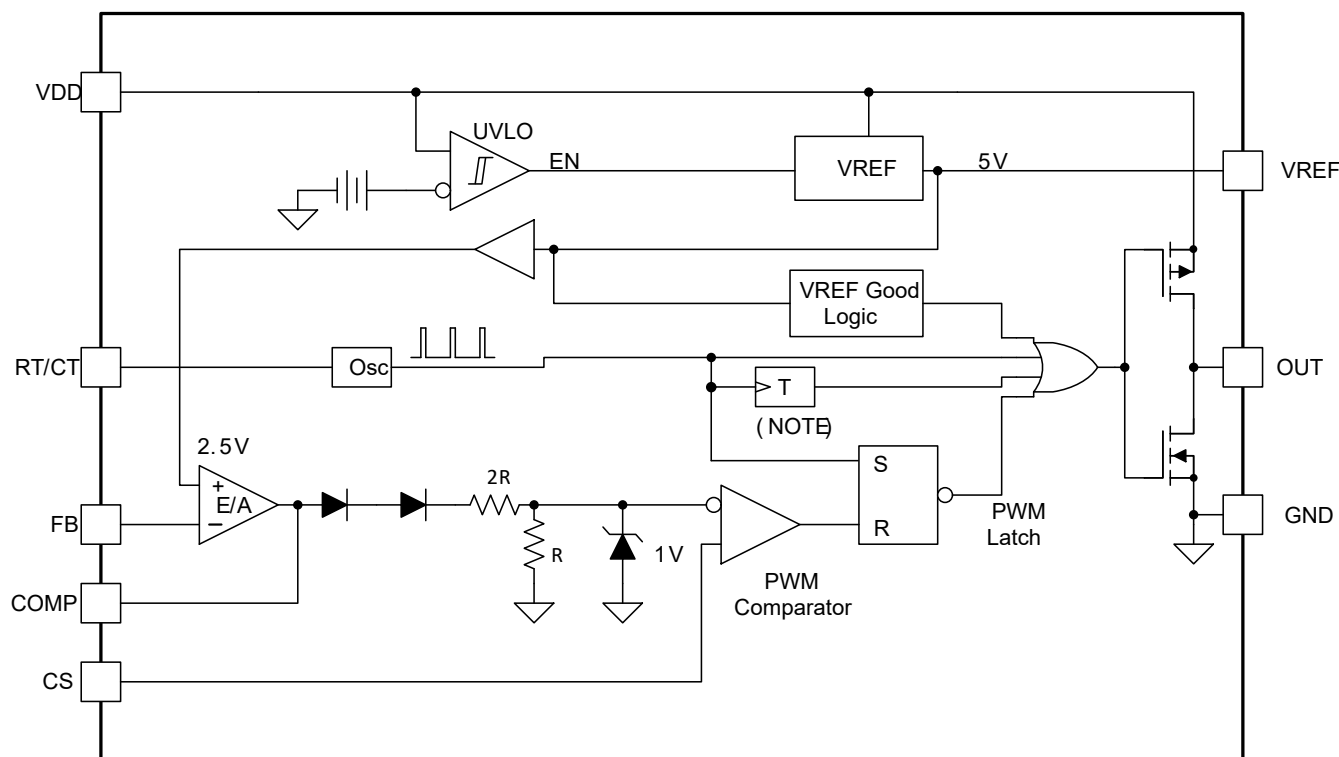 VDD
UVLO
EN
VREF
5V
VREF
VREF Good
Logic
RT/CT
Osc
T
(NOTE)
OUT
2.5V
+
E/A
−
FB
2R
R
1V
S
R
PWM
Latch
GND
PWM
Comparator
COMP
CS